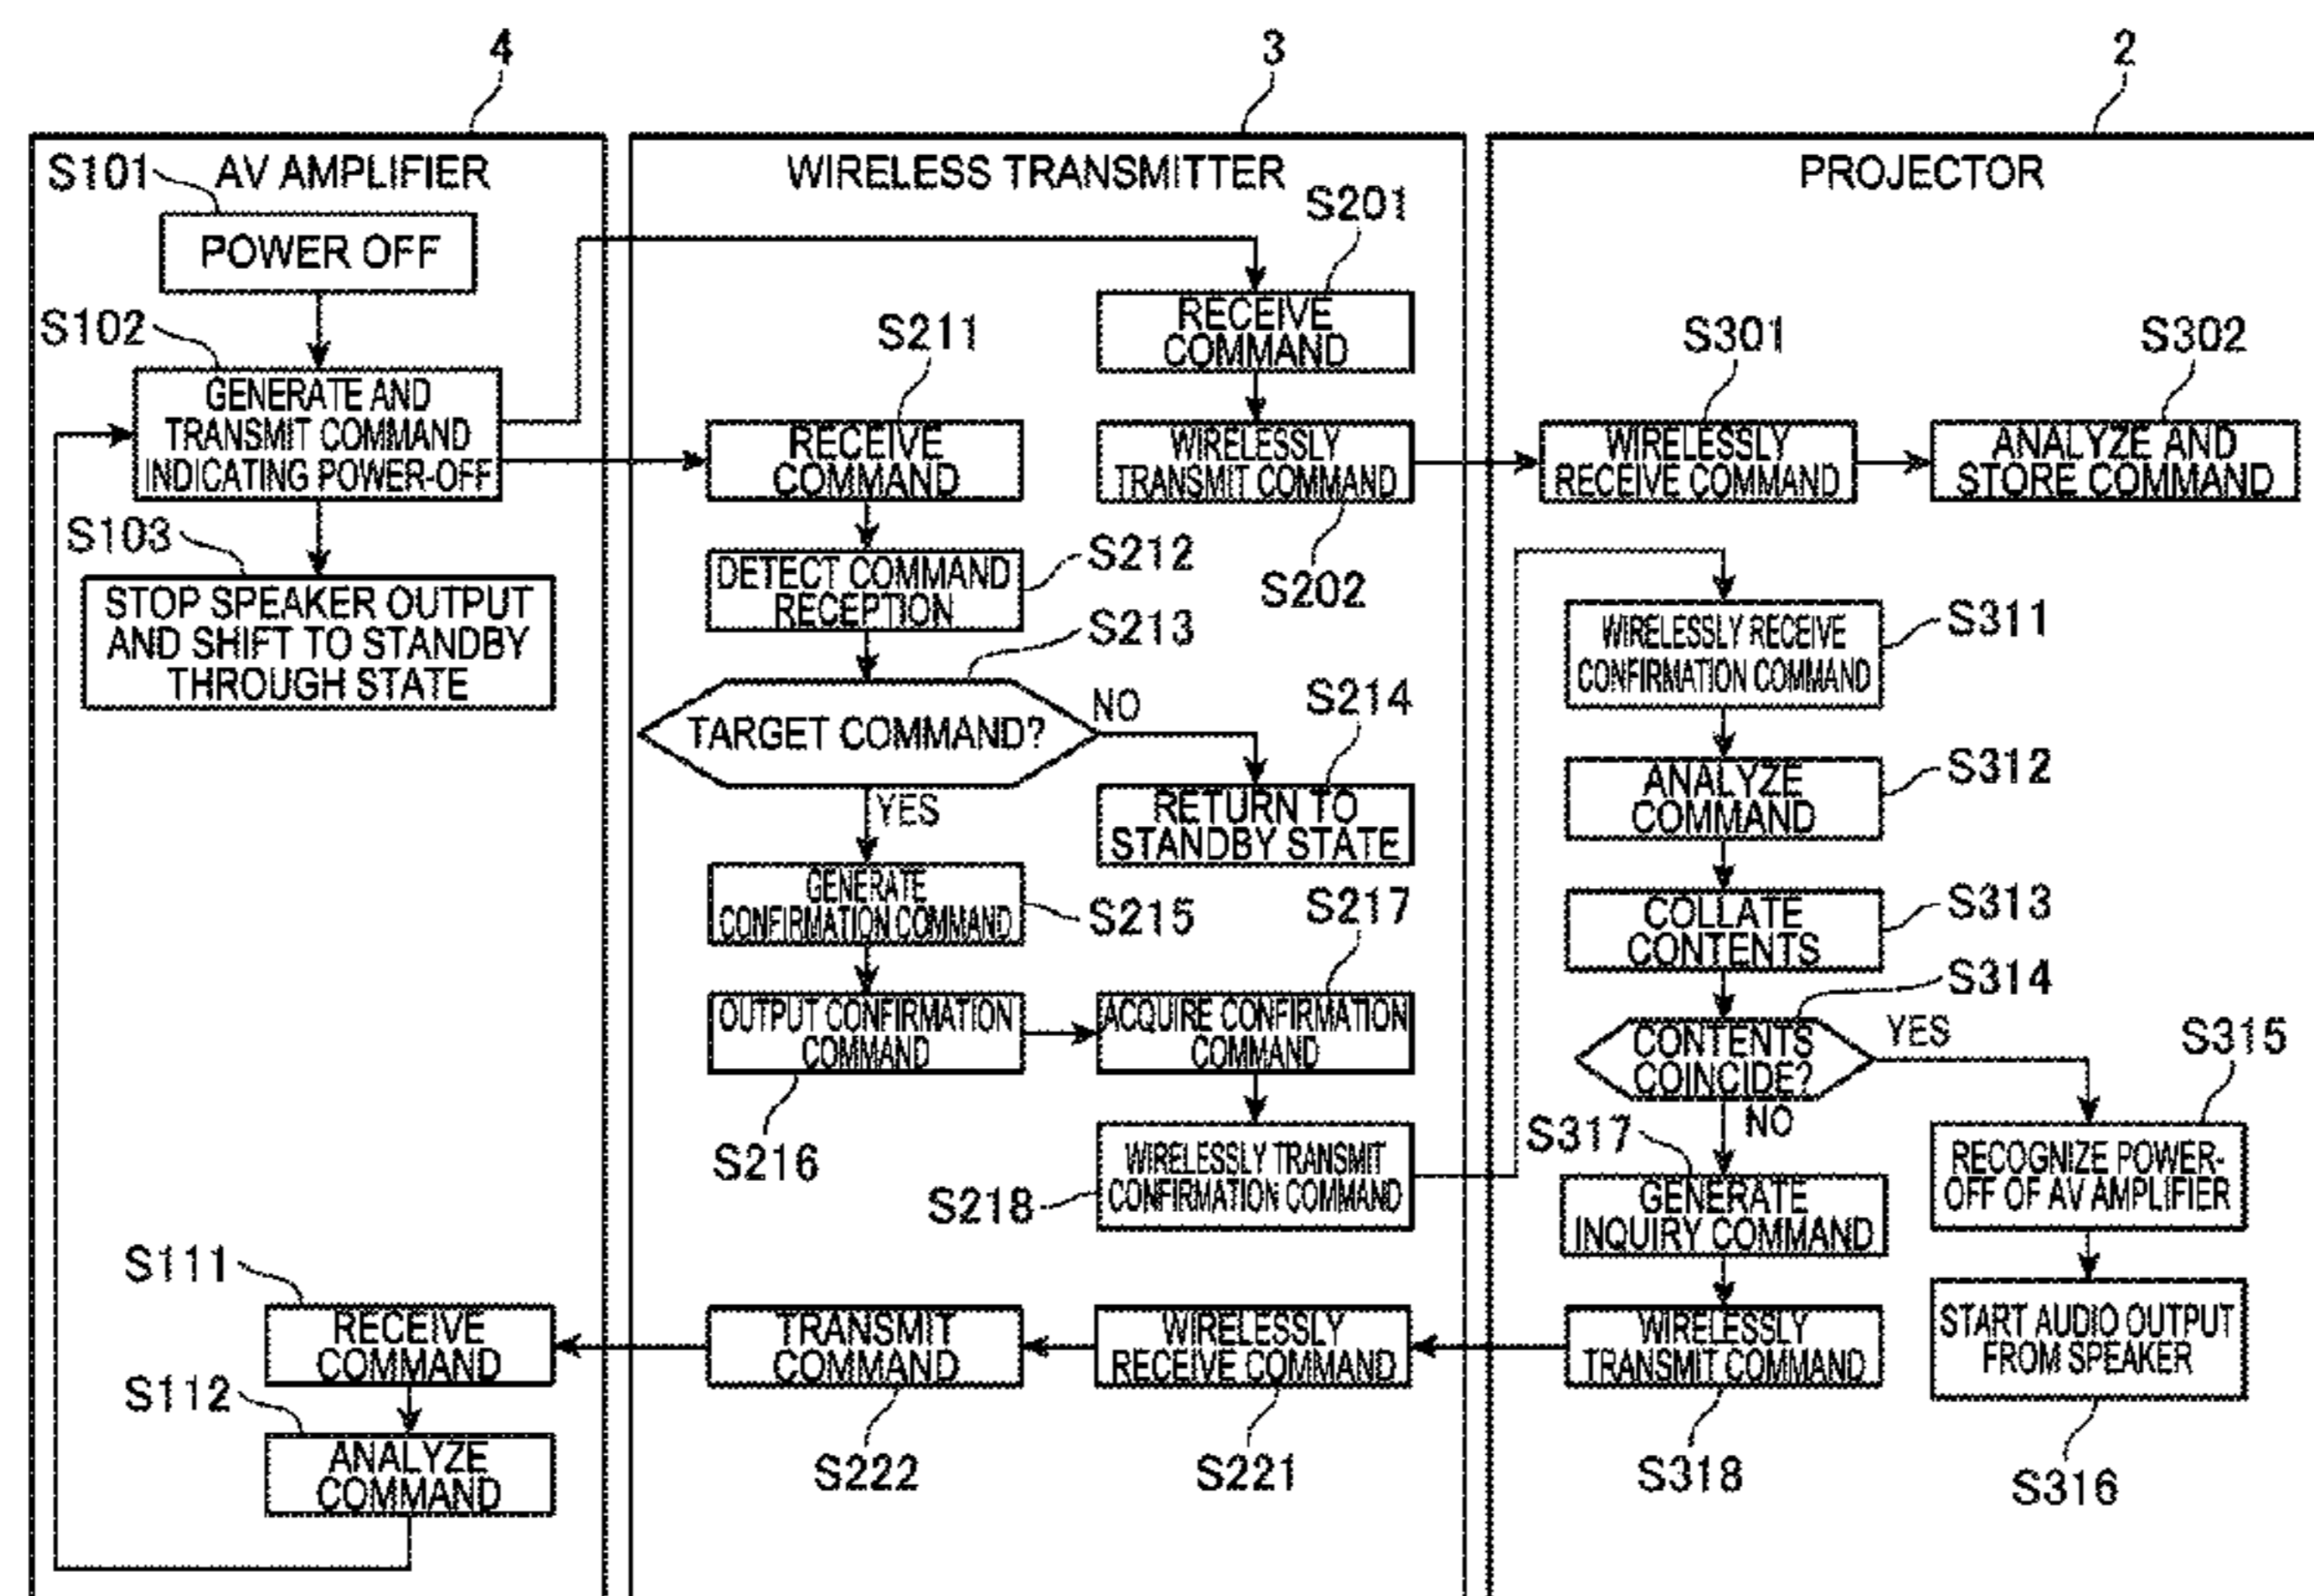 4
3
2
AV AMPLIFIER
S101
POWER OFF
S102
GENERATE AND
TRANSMIT COMMAND
INDICATING POWER-OFF
S103
STOP SPEAKER OUTPUT
AND SHIFT TO STANDBY
THROUGH STATE
S111
RECEIVE
COMMAND
S112
ANALYZE
COMMAND
WIRELESS TRANSMITTER
S201
RECEIVE
COMMAND
S211
RECEIVE
COMMAND
WIRELESSLY
TRANSMIT COMMAND
S202
DETECT COMMAND
RECEPTION
S212
S213
TARGET COMMAND?
NO
S214
RETURN TO
STANDBY STATE
YES
GENERATE
CONFIRMATION COMMAND
S215
S217
OUTPUT CONFIRMATION
COMMAND
S216
ACQUIRE CONFIRMATION
COMMAND
WIRELESSLY TRANSMIT
CONFIRMATION COMMAND
S218
TRANSMIT
COMMAND
S222
WIRELESSLY
RECEIVE COMMAND
S221
PROJECTOR
S301
WIRELESSLY
RECEIVE COMMAND
S302
ANALYZE AND
STORE COMMAND
WIRELESSLY RECEIVE
CONFIRMATION COMMAND
S311
ANALYZE
COMMAND
S312
COLLATE
CONTENTS
S313
S314
CONTENTS
COINCIDE?
YES
S315
NO
S317
GENERATE
INQUIRY COMMAND
RECOGNIZE POWER-
OFF OF AV AMPLIFIER
WIRELESSLY
TRANSMIT COMMAND
S318
START AUDIO OUTPUT
FROM SPEAKER
S316